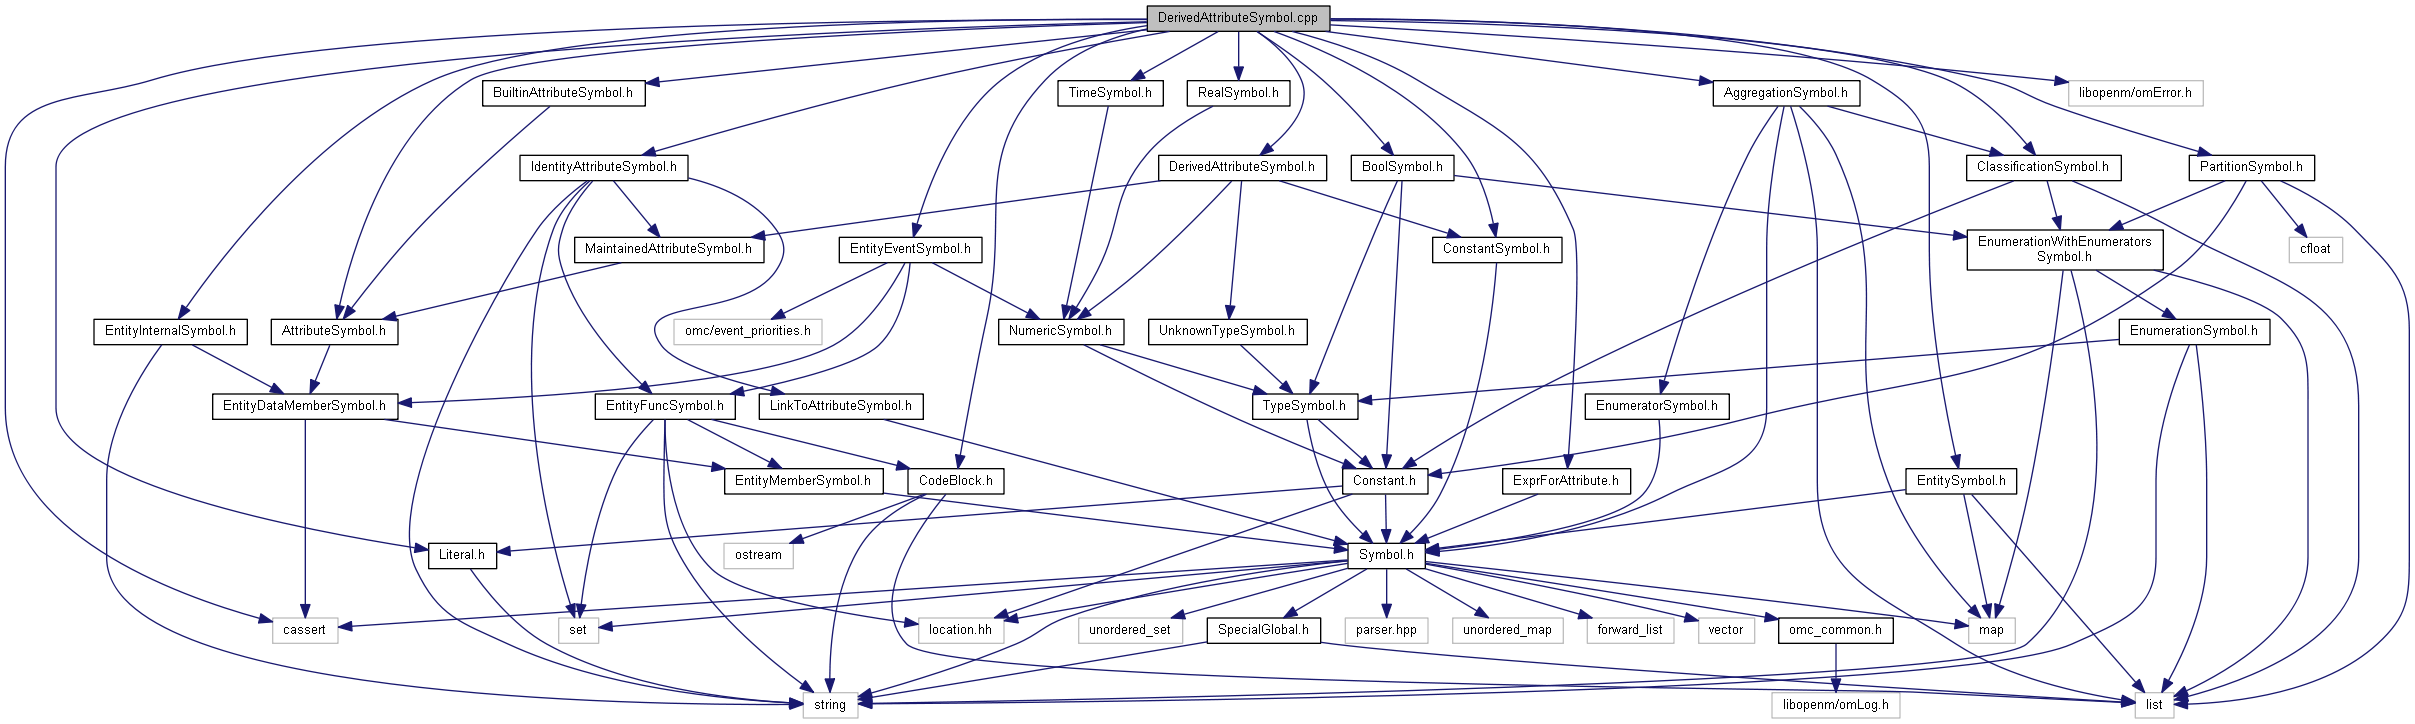 DerivedAttributeSymbol.cpp
BuiltinAttributeSymbol.h
TimeSymbol.h
RealSymbol.h
AggregationSymbol.h
libopenm/omError.h
IdentityAttributeSymbol.h
DerivedAttributeSymbol.h
BoolSymbol.h
ClassificationSymbol.h
PartitionSymbol.h
MaintainedAttributeSymbol.h
EntityEventSymbol.h
ConstantSymbol.h
EnumerationWithEnumerators
Symbol.h
cfloat
EntityInternalSymbol.h
AttributeSymbol.h
omc/event_priorities.h
NumericSymbol.h
UnknownTypeSymbol.h
EnumerationSymbol.h
EntityDataMemberSymbol.h
EntityFuncSymbol.h
LinkToAttributeSymbol.h
TypeSymbol.h
EnumeratorSymbol.h
EntityMemberSymbol.h
CodeBlock.h
Constant.h
ExprForAttribute.h
EntitySymbol.h
Literal.h
ostream
Symbol.h
cassert
set
location.hh
unordered_set
SpecialGlobal.h
parser.hpp
unordered_map
forward_list
vector
omc_common.h
map
string
libopenm/omLog.h
list